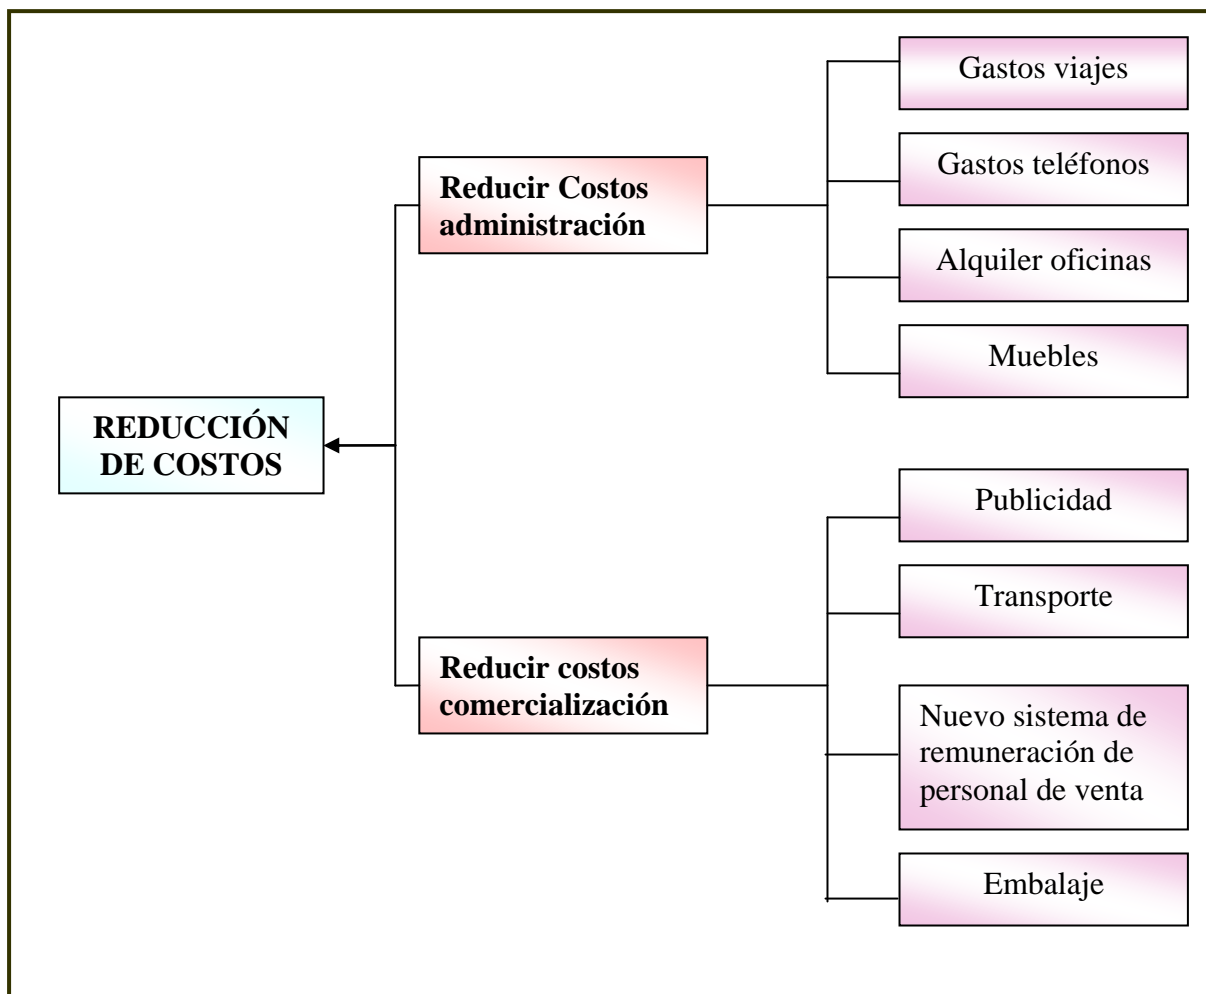 Gastos viajes
Gastos teléfonos
Reducir Costos
administración
Alquiler oficinas
Muebles
REDUCCIÓN
DE COSTOS
Publicidad
Transporte
Reducir costos
comercialización
Nuevo sistema de
remuneración de
personal de venta
Embalaje